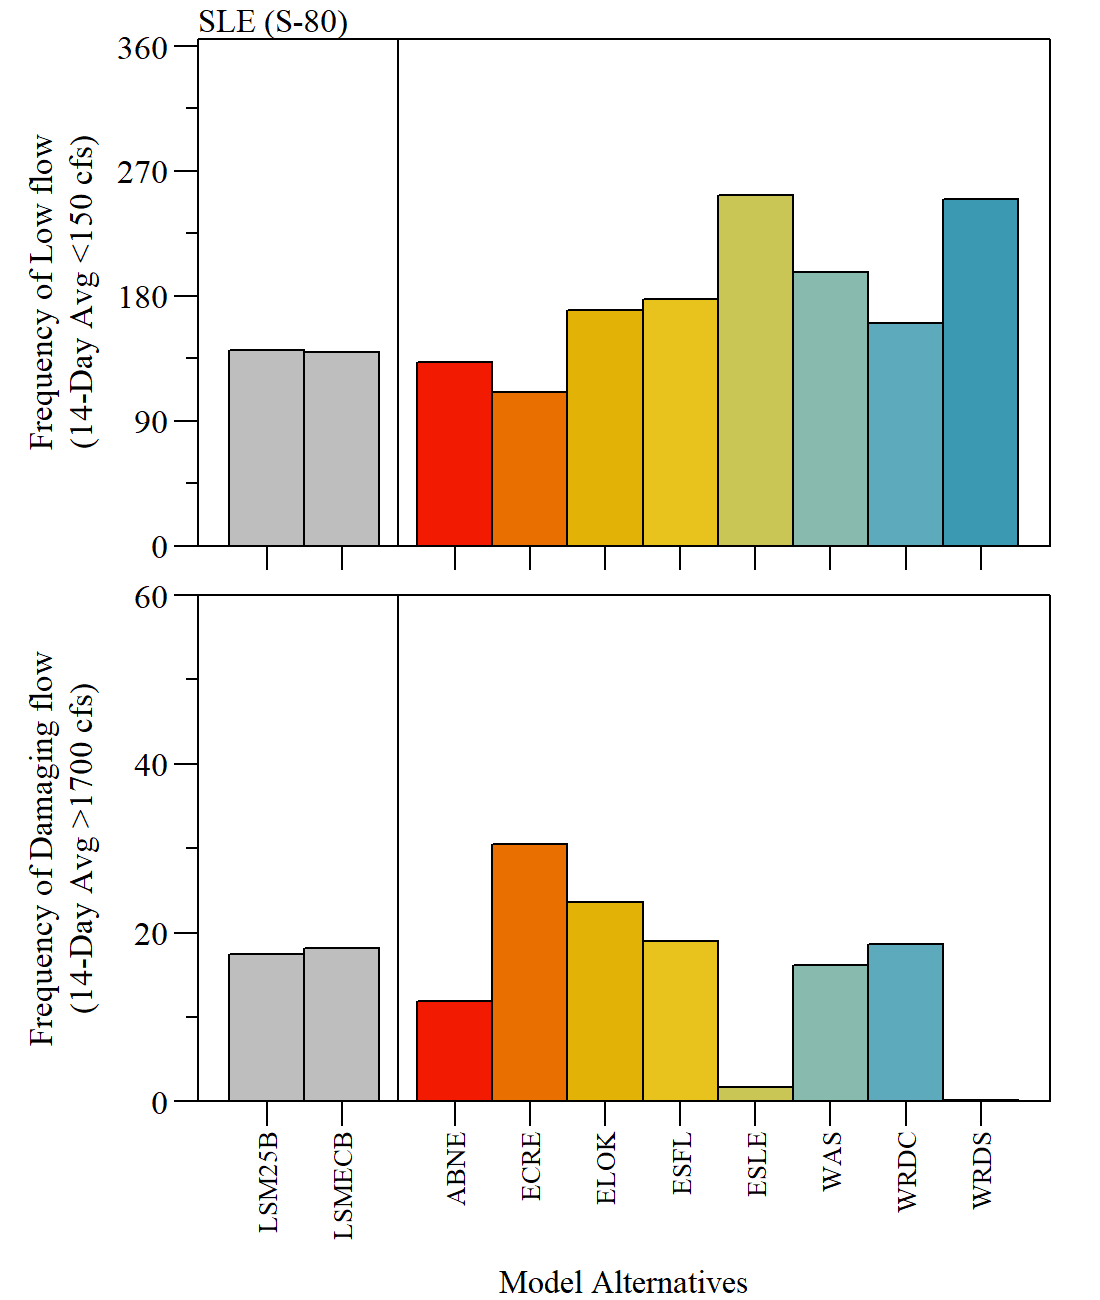 SLE (S-80)
360
270
180
90
0
Frequency of Low flow
(14-Day Avg <150 cfs)
60
40
20
0
Frequency of Damaging flow
(14-Day Avg >1700 cfs)
LSM25B
LSMECB
ABNE
ECRE
ELOK
ESFL
ESLE
WAS
WRDC
WRDS
Model Alternatives